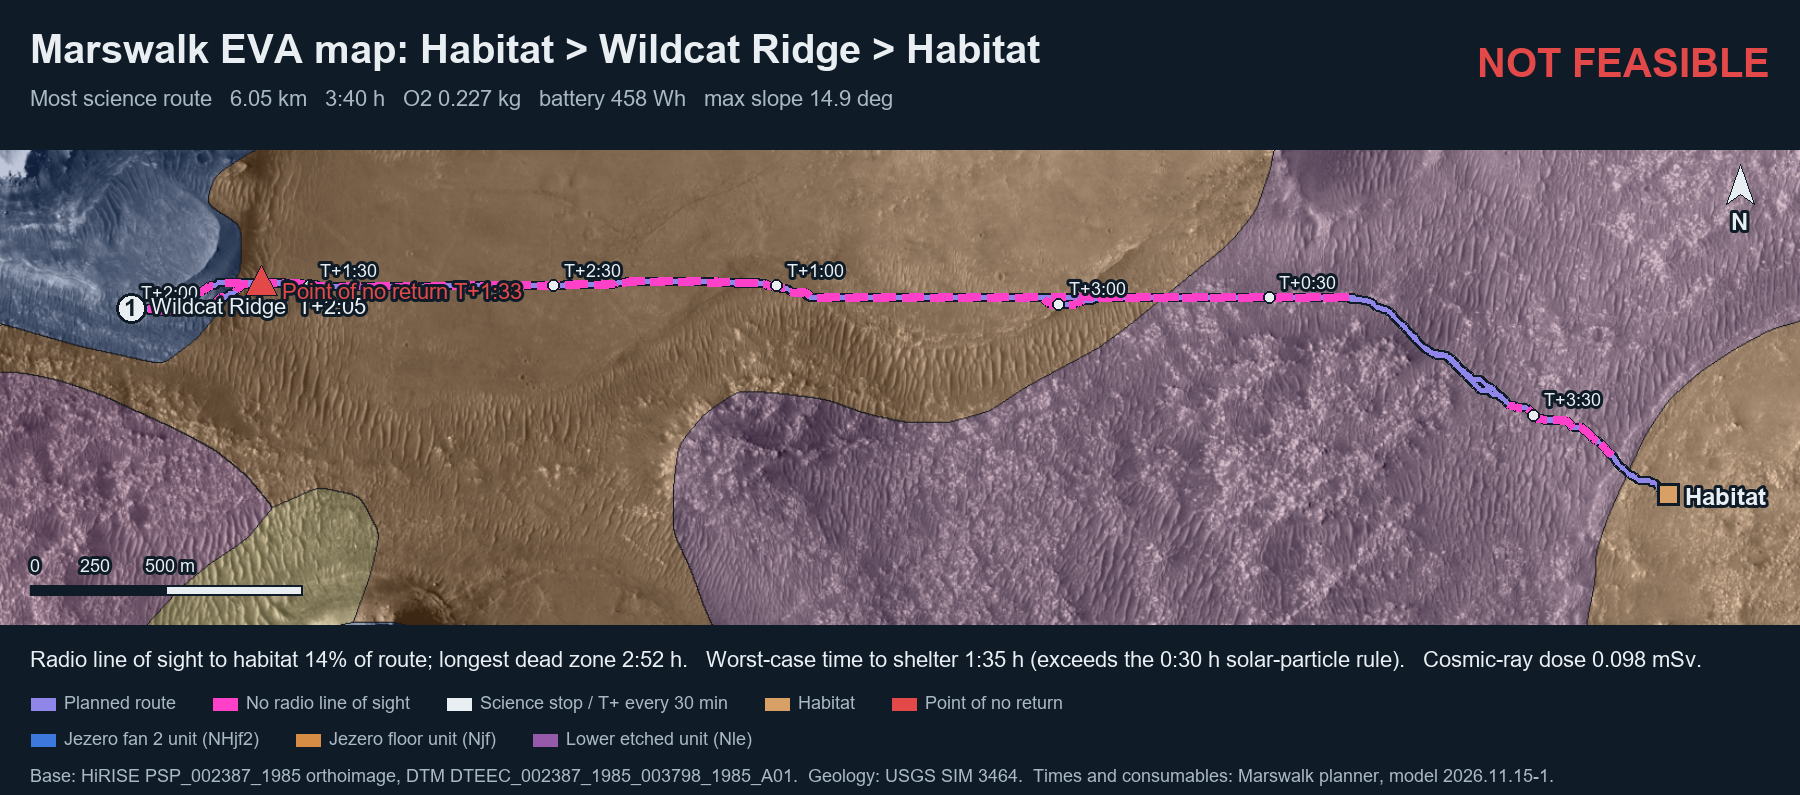 Marswalk EVA map: Habitat > Wildcat Ridge > Habitat
NOT FEASIBLE
Most science route 6.05 km 3:40 h O2 0.227 kg battery 458 Wh max slope 14.9 deg
N
T+1:30
T+2:30
T+1:00
T+3:00
T+0:30
T+2:00
Point of no return T+1:33
1
Wildcat Ridge T+2:05
T+3:30
Habitat
0 250 500 m
Radio line of sight to habitat 14% of route; longest dead zone 2:52 h. Worst-case time to shelter 1:35 h (exceeds the 0:30 h solar-particle rule). Cosmic-ray dose 0.098 mSv.
Planned route No radio line of sight Science stop / T+ every 30 min Habitat Point of no return
Jezero fan 2 unit (NHjf2) Jezero floor unit (Njf) Lower etched unit (Nle)
Base: HiRISE PSP_002387_1985 orthoimage, DTM DTEEC_002387_1985_003798_1985_A01. Geology: USGS SIM 3464. Times and consumables: Marswalk planner, model 2026.11.15-1.